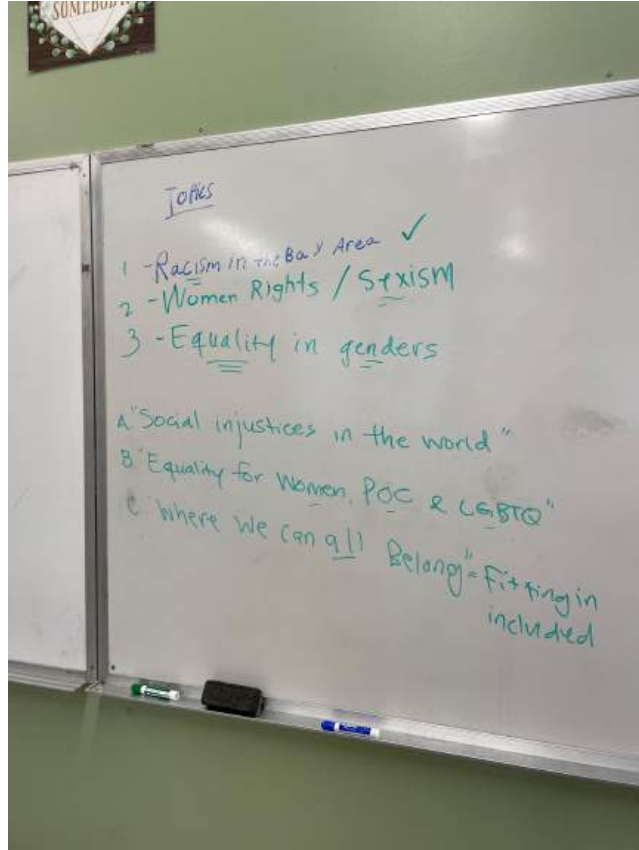 SOMEBODY
Topics
1 - Racism in the Bay Area ✓
2 - Women Rights / Sexism
3 - Equality in genders
A "Social injustices in the world"
B "Equality for Women, POC & LGBTQ"
C "Where we can all Belong" = Fitting in
included